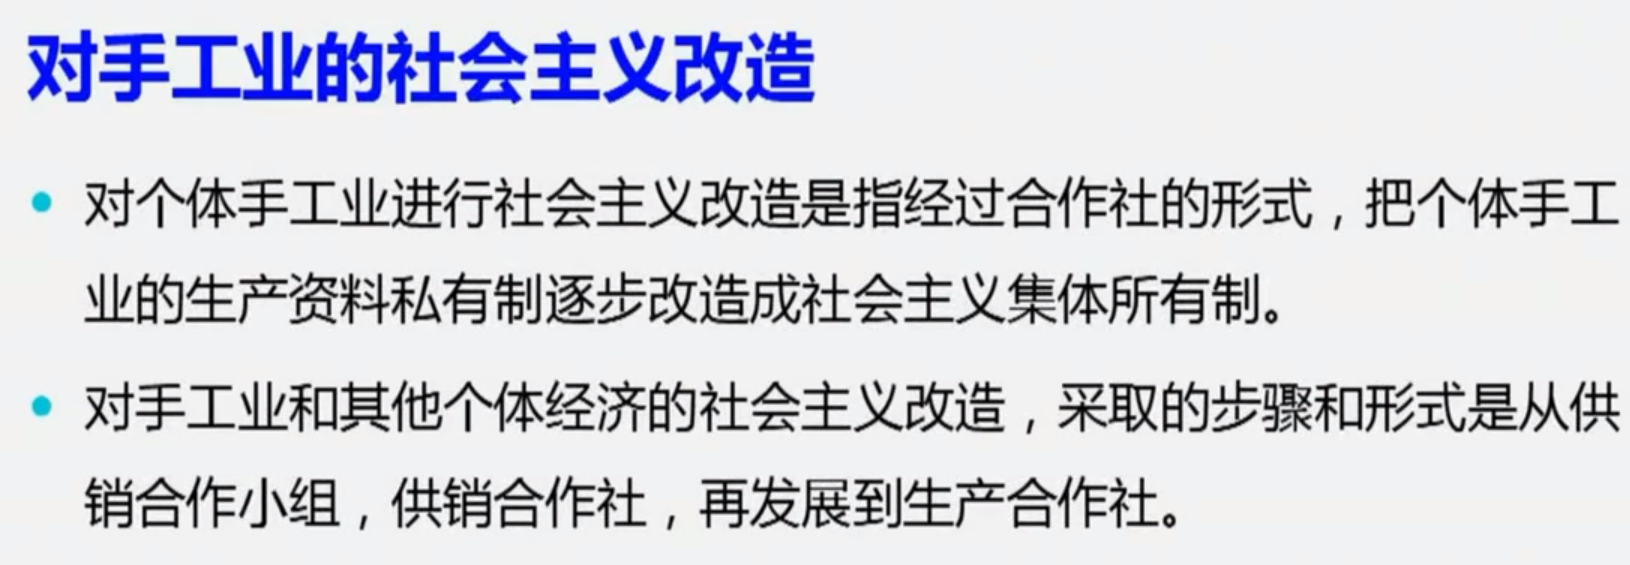 对手工业的社会主义改造
对个体手工业进行社会主义改造是指经过合作社的形式，把个体手工
业的生产资料私有制逐步改造成社会主义集体所有制。
对手工业和其他个体经济的社会主义改造，采取的步骤和形式是从供
销合作小组，供销合作社，再发展到生产合作社。